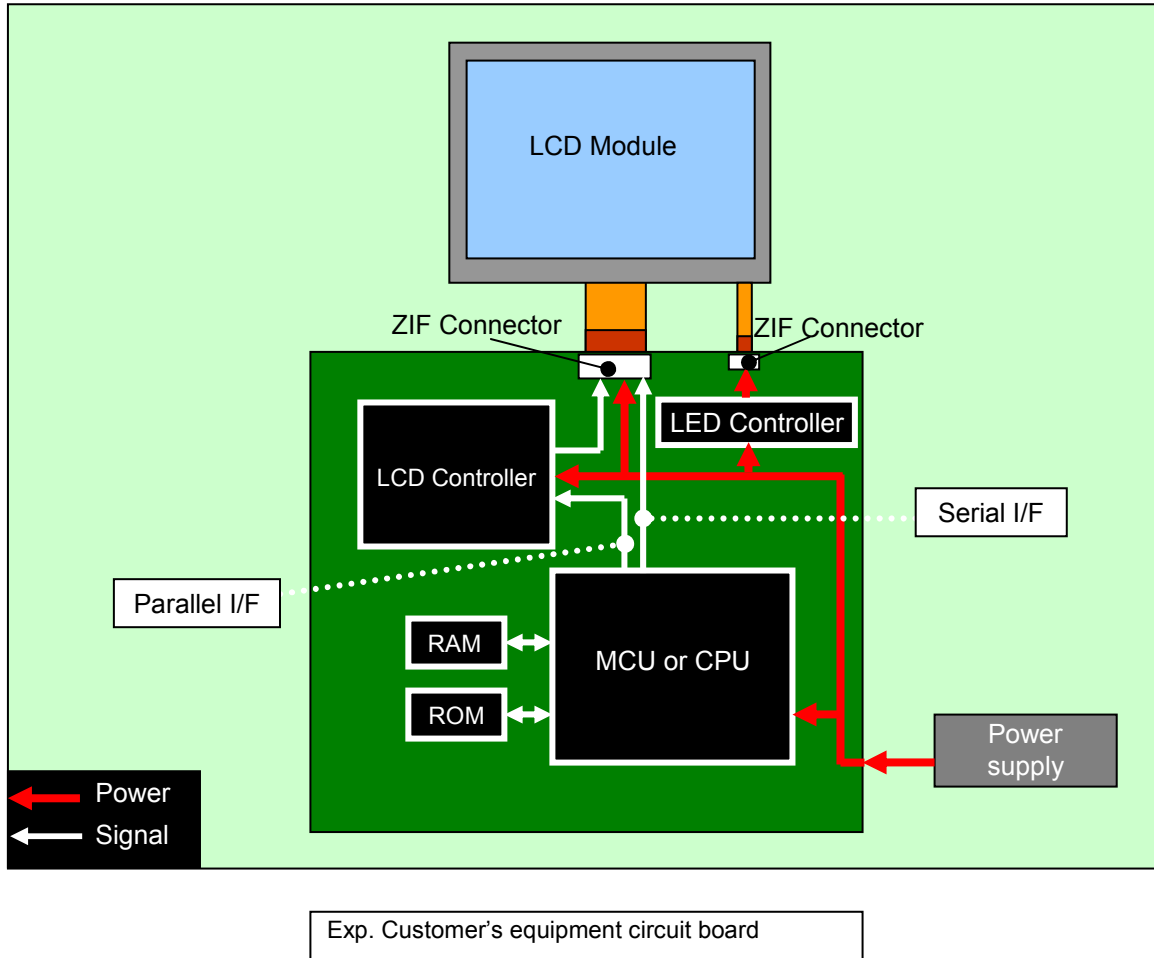 LCD Module
ZIF Connector
ZIF Connector
LED Controller
LCD Controller
Serial I/F
Parallel I/F
RAM
MCU or CPU
ROM
Power
supply
Power
Signal
Exp. Customer’s equipment circuit board